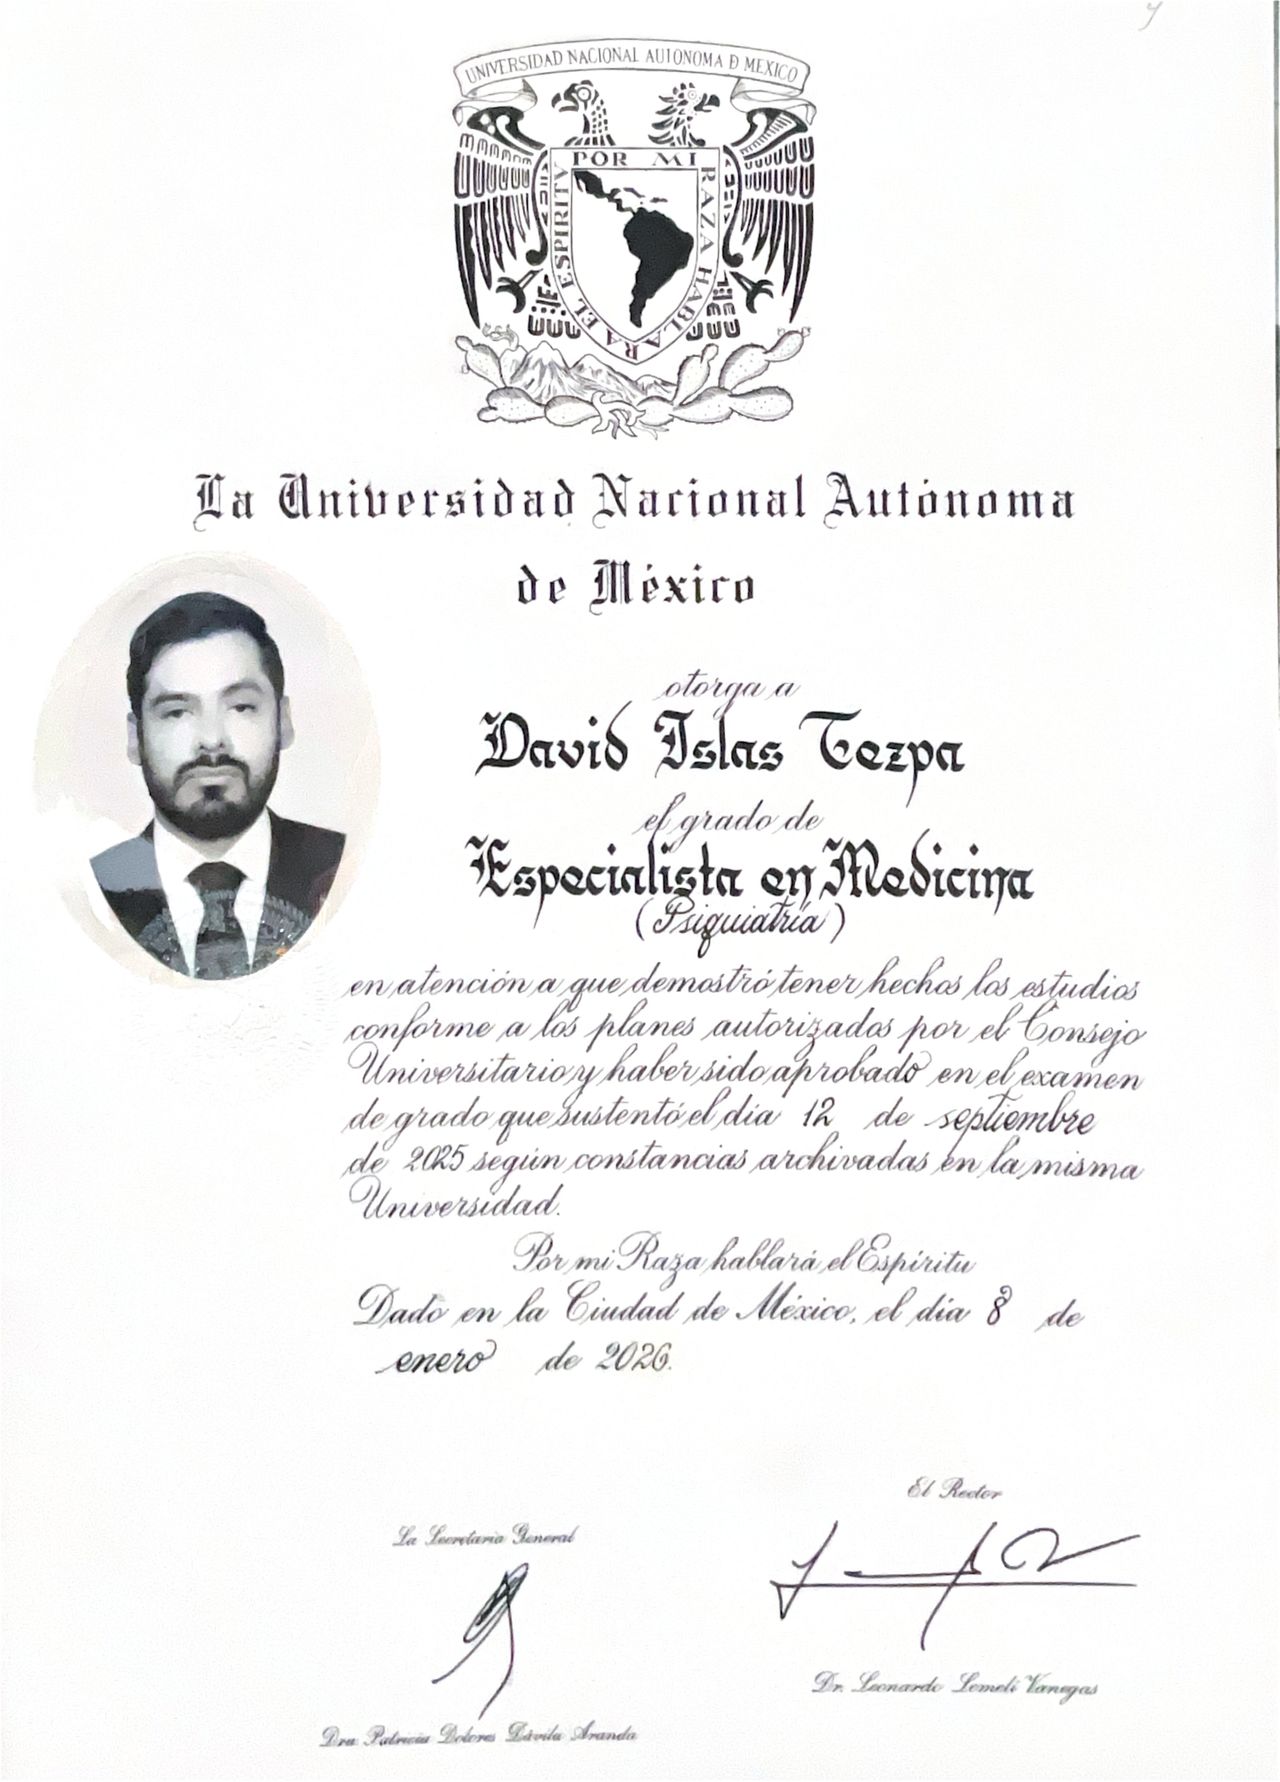 UNIVERSIDAD NACIONAL AUTONOMA D MEXICO
POR MI RAZA HABLARA EL ESPIRITU
La Universidad Nacional Autónoma
de México
otorga a
David Islas Tezpa
el grado de
Especialista en Medicina
(Psiquiatría)
en atención a que demostró tener hechos los estudios
conforme a los planes autorizados por el Consejo
Universitario y haber sido aprobado en el examen
de grado que sustentó el día 12 de septiembre
de 2025 según constancias archivadas en la misma
Universidad.
Por mi Raza hablará el Espíritu
Dado en la Ciudad de México, el día 8 de
enero de 2026.
El Rector
La Secretaria General
Dr. Leonardo Lomelí Vanegas
Dra. Patricia Dolores Dávila Aranda